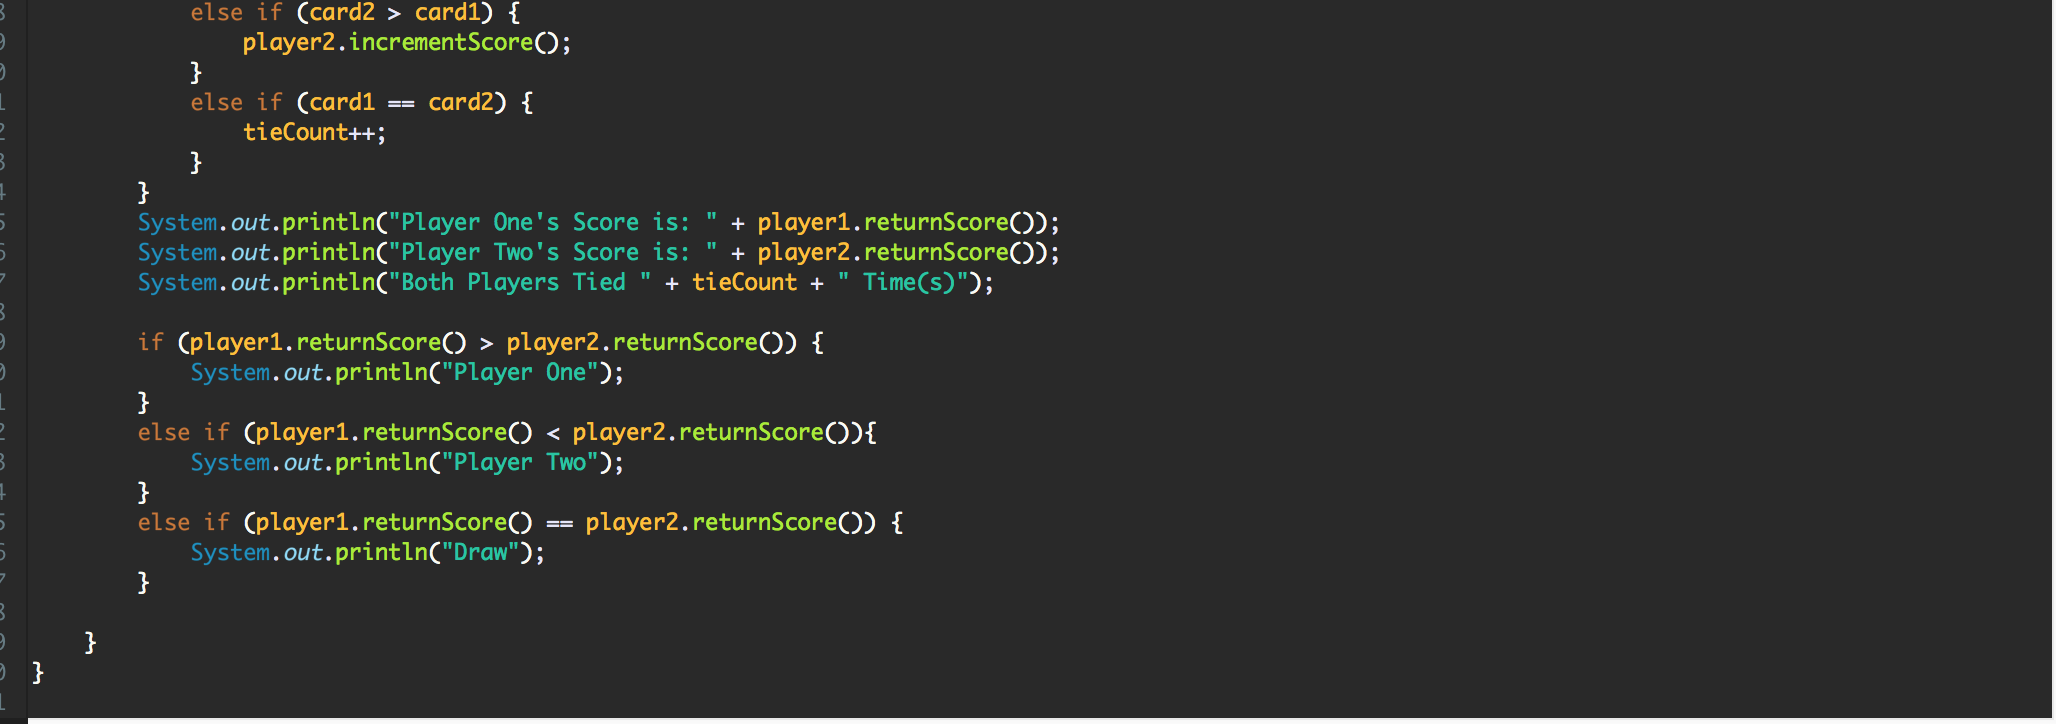 else if (card2 > card1) {
player2.incrementScore();
}
else if (card1 == card2) {
tieCount++;
}
}
System.out.println("Player One's Score is: " + player1.returnScore());
System.out.println("Player Two's Score is: " + player2.returnScore());
System.out.println("Both Players Tied " + tieCount + " Time(s)");
if (player1.returnScore() > player2.returnScore()) {
System.out.println("Player One");
}
else if (player1.returnScore() < player2.returnScore()){
System.out.println("Player Two");
}
else if (player1.returnScore() == player2.returnScore()) {
System.out.println("Draw");
}
}
}